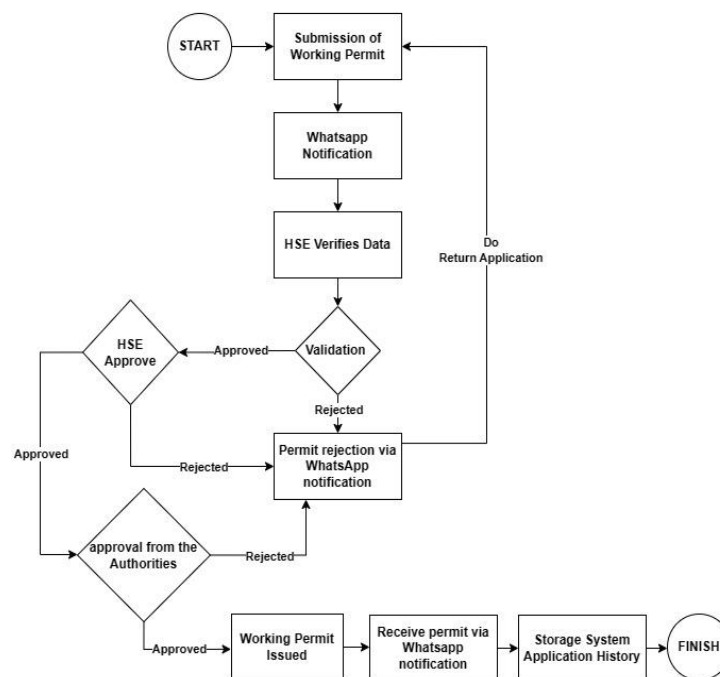 START
Submission of
Working Permit
Whatsapp
Notification
HSE Verifies Data
Do
Return Application
HSE
Approve
Approved
Validation
Rejected
Approved
Permit rejection via
WhatsApp
notification
Rejected
approval from the
Authorities
Rejected
Approved
Working Permit
Issued
Receive permit via
Whatsapp
notification
Storage System
Application History
FINISH